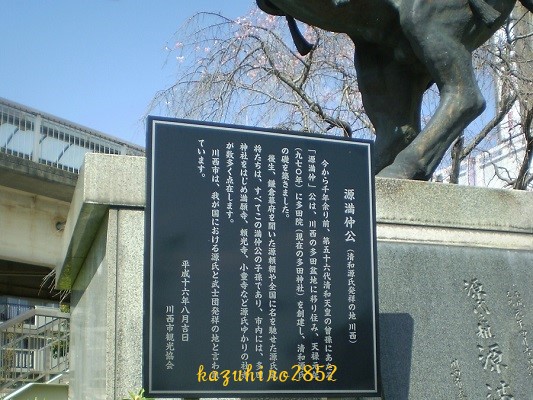 源満仲公(清和源氏発祥の地 川西)
今から千年余り前、第五十六代清和天皇の曽孫にあた
「源満仲」公は、川西の多田盆地に移り住み、天禄元
(九七〇年)に多田院(現在の多田神社)を創建し、清和源
の礎を築きました。
後生、鎌倉幕府を開いた源頼朝や全国に名を馳せた源氏
将たちは、すべてこの満仲公の子孫であり、市内には、多田
神社をはじめ満願寺、頼光寺、小童寺など源氏ゆかりの社
が数多く点在します。
川西市は、我が国における源氏と武士団発祥の地と言われ
ています。
平成十六年八月吉日
川西市観光協会
源満
kazuhiro2852